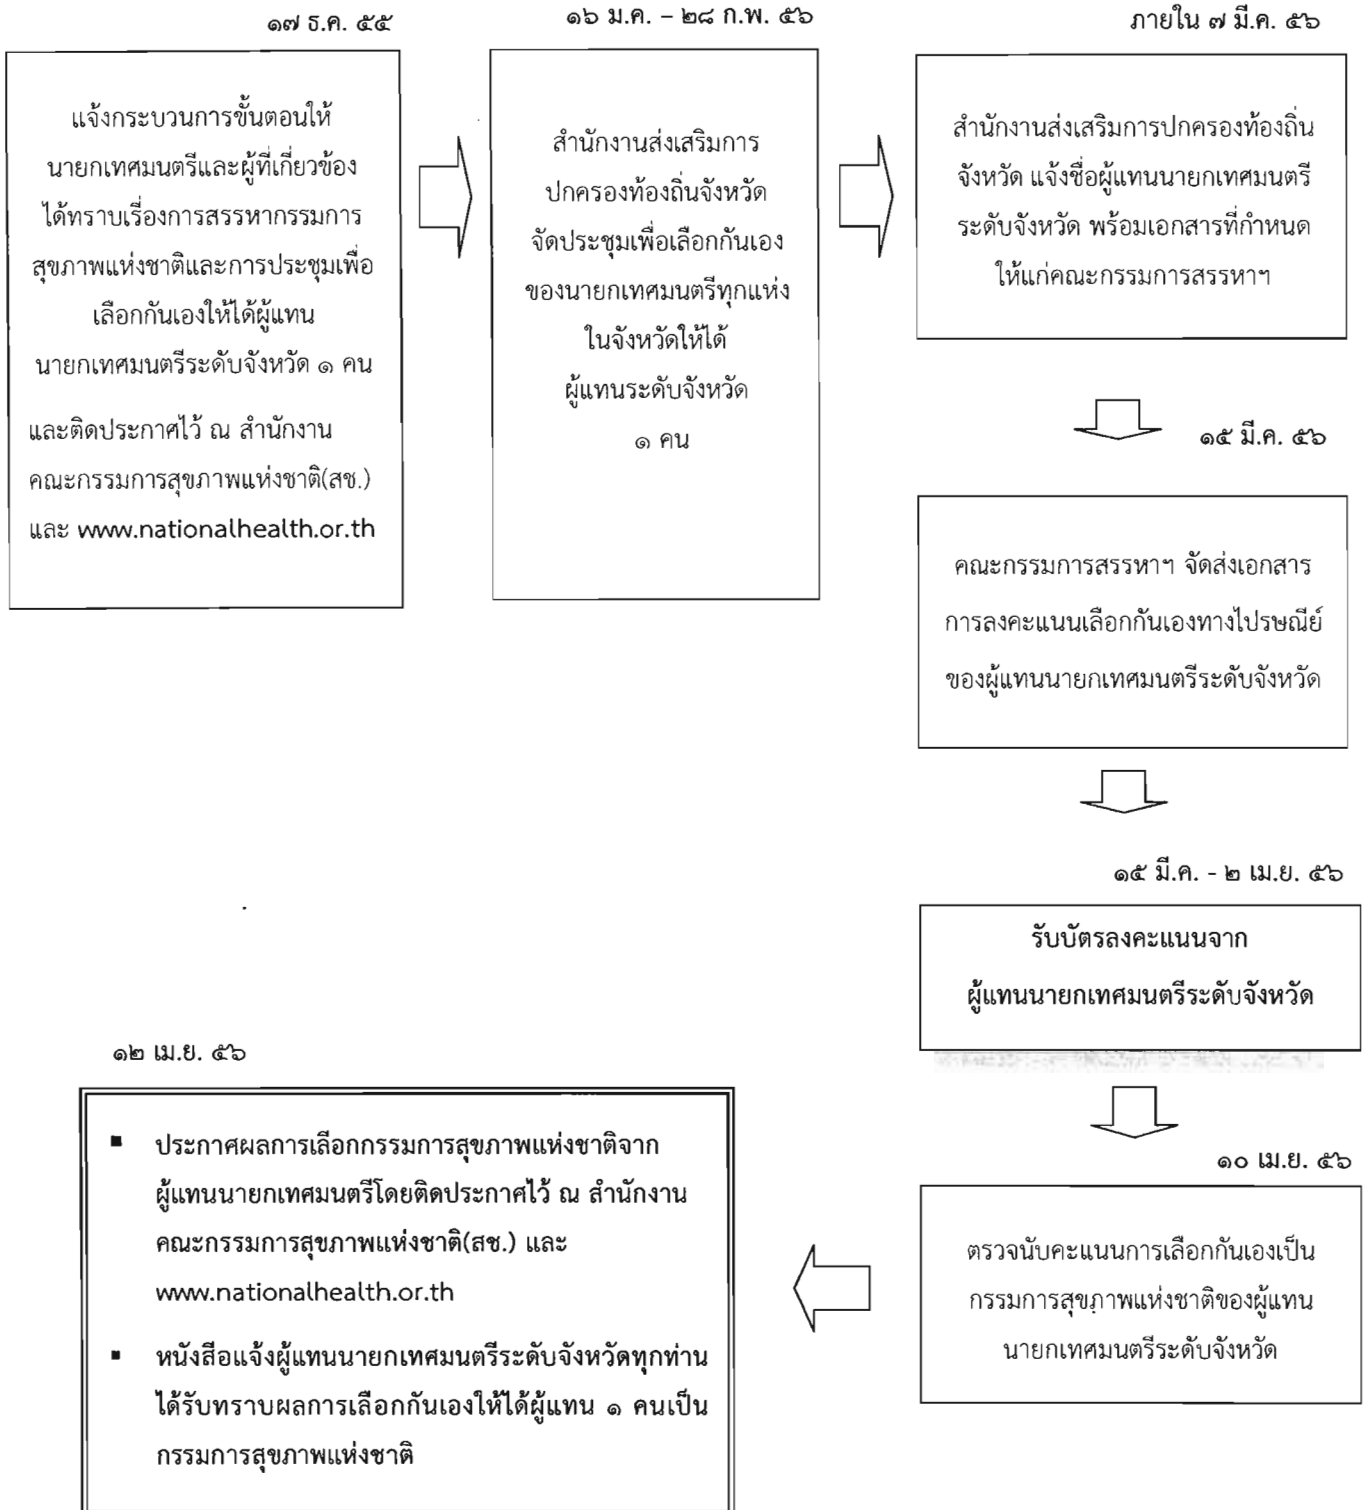 ๑๗ ธ.ค. ๕๕
แจ้งกระบวนการขั้นตอนให้
นายกเทศมนตรีและผู้ที่เกี่ยวข้อง
ได้ทราบเรื่องการสรรหากรรมการ
สุขภาพแห่งชาติและการประชุมเพื่อ
เลือกกันเองให้ได้ผู้แทน
นายกเทศมนตรีระดับจังหวัด ๑ คน
และติดประกาศไว้ ณ สำนักงาน
คณะกรรมการสุขภาพแห่งชาติ(สช.)
และ www.nationalhealth.or.th
๑๖ ม.ค. – ๒๘ ก.พ. ๕๖
สำนักงานส่งเสริมการ
ปกครองท้องถิ่นจังหวัด
จัดประชุมเพื่อเลือกกันเอง
ของนายกเทศมนตรีทุกแห่ง
ในจังหวัดให้ได้
ผู้แทนระดับจังหวัด
๑ คน
ภายใน ๗ มี.ค. ๕๖
สำนักงานส่งเสริมการปกครองท้องถิ่น
จังหวัด แจ้งชื่อผู้แทนนายกเทศมนตรี
ระดับจังหวัด พร้อมเอกสารที่กำหนด
ให้แก่คณะกรรมการสรรหาฯ
๑๕ มี.ค. ๕๖
คณะกรรมการสรรหาฯ จัดส่งเอกสาร
การลงคะแนนเลือกกันเองทางไปรษณีย์
ของผู้แทนนายกเทศมนตรีระดับจังหวัด
๑๕ มี.ค. - ๒ เม.ย. ๕๖
รับบัตรลงคะแนนจาก
ผู้แทนนายกเทศมนตรีระดับจังหวัด
๑๐ เม.ย. ๕๖
ตรวจนับคะแนนการเลือกกันเองเป็น
กรรมการสุขภาพแห่งชาติของผู้แทน
นายกเทศมนตรีระดับจังหวัด
๑๒ เม.ย. ๕๖
▪ ประกาศผลการเลือกกรรมการสุขภาพแห่งชาติจาก
ผู้แทนนายกเทศมนตรีโดยติดประกาศไว้ ณ สำนักงาน
คณะกรรมการสุขภาพแห่งชาติ(สช.) และ
www.nationalhealth.or.th
▪ หนังสือแจ้งผู้แทนนายกเทศมนตรีระดับจังหวัดทุกท่าน
ได้รับทราบผลการเลือกกันเองให้ได้ผู้แทน ๑ คนเป็น
กรรมการสุขภาพแห่งชาติ